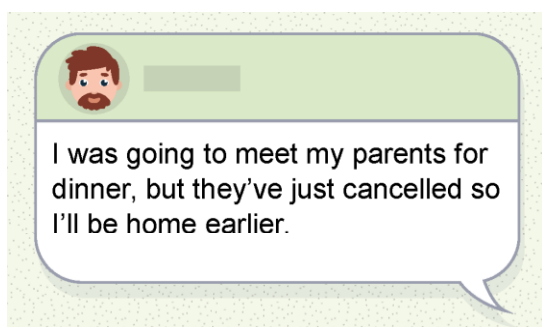 I was going to meet my parents for
dinner, but they’ve just cancelled so
I’ll be home earlier.